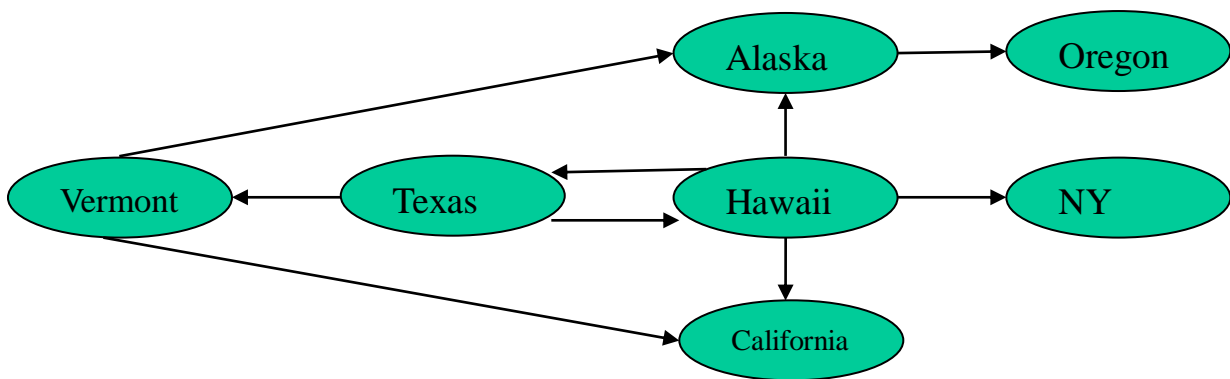 Alaska
Oregon
Vermont
Texas
Hawaii
NY
California